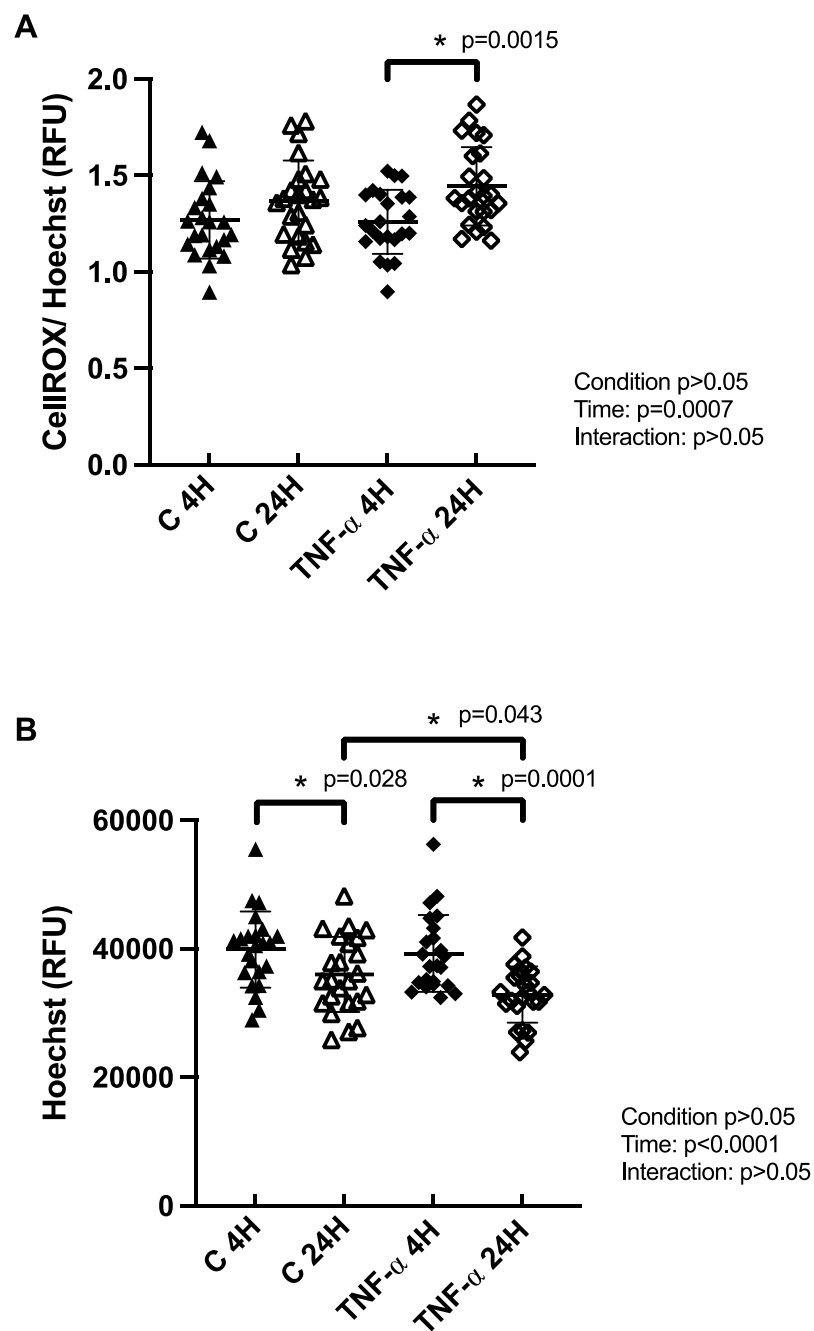 A
* p=0.0015
CellROX/ Hoechst (RFU)
2.0
1.5
1.0
0.5
0.0
C 4H
C 24H
TNF-α 4H
TNF-α 24H
Condition p>0.05
Time: p=0.0007
Interaction: p>0.05
B
* p=0.043
* p=0.028
* p=0.0001
Hoechst (RFU)
60000
40000
20000
0
C 4H
C 24H
TNF-α 4H
TNF-α 24H
Condition p>0.05
Time: p<0.0001
Interaction: p>0.05